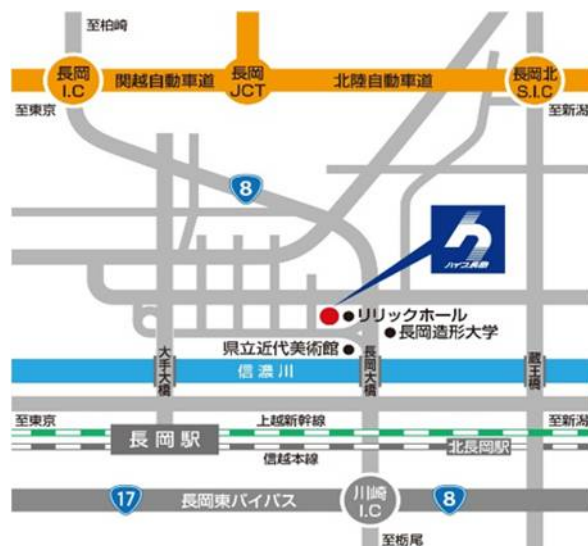 至柏崎
長岡
I.C
関越自動車道
長岡
JCT
北陸自動車道
長岡北
S.I.C
至東京
至新潟
8
ハイブ長岡
リリックホール
長岡造形大学
県立近代美術館
大手大橋
信濃川
長岡大橋
蔵王橋
至東京
上越新幹線
至新潟
長岡駅
信越本線
北長岡駅
17
長岡東バイパス
川崎
I.C
8
至栃尾